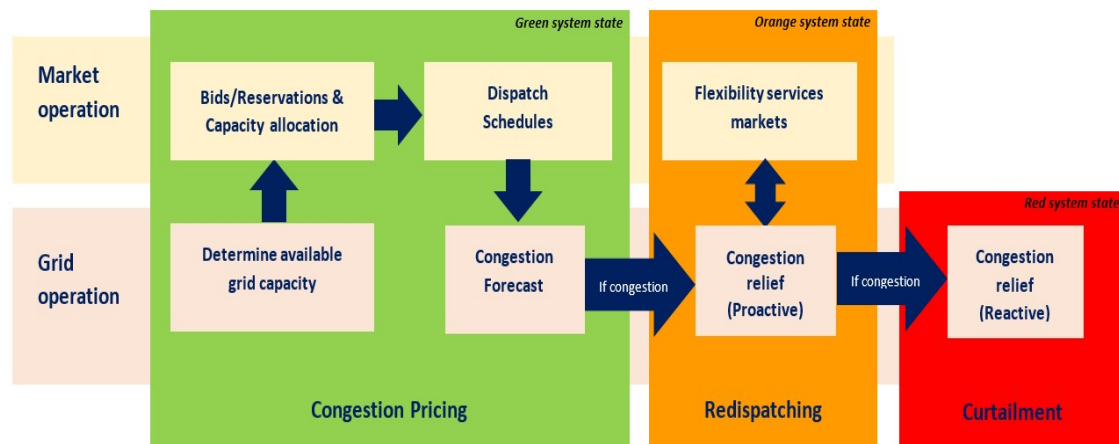 Green system state
Orange system state
Market
operation
Bids/Reservations &
Capacity allocation
Dispatch
Schedules
Flexibility services
markets
Red system state
Grid
operation
Determine available
grid capacity
Congestion
Forecast
If congestion
Congestion
relief
(Proactive)
If congestion
Congestion
relief
(Reactive)
Congestion Pricing
Redispatching
Curtailment